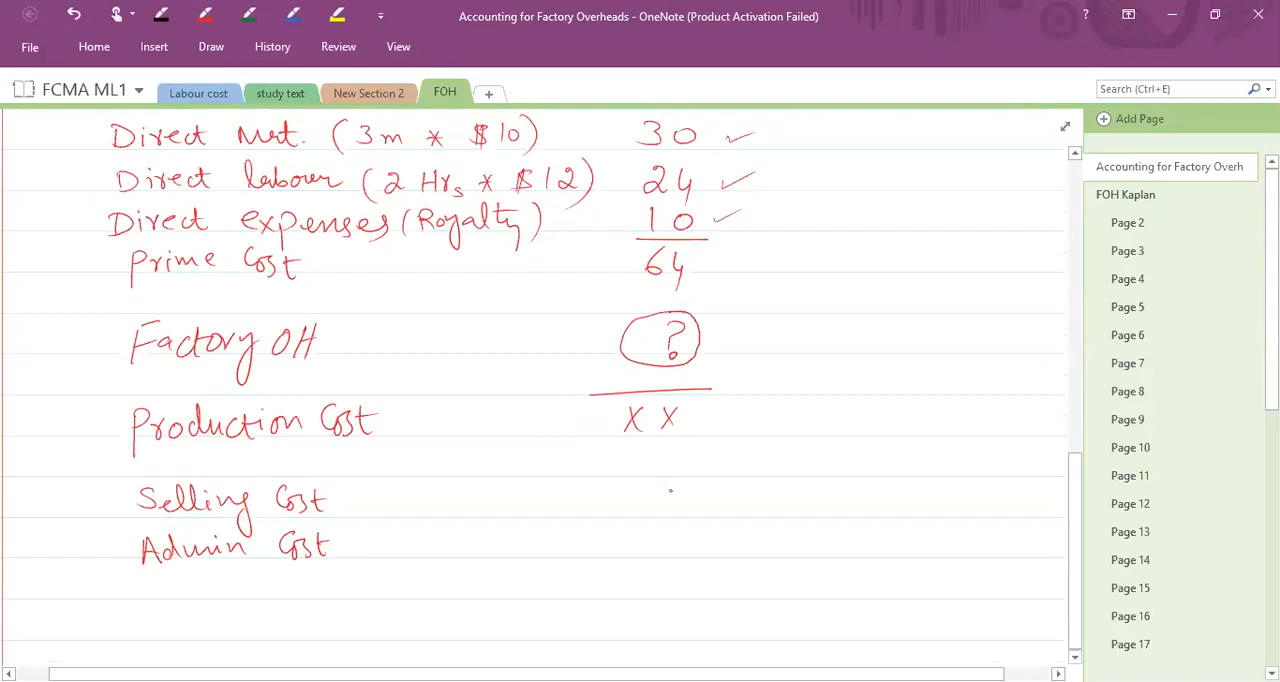 Accounting for Factory Overheads - OneNote (Product Activation Failed)
?
File Home Insert Draw History Review View
FCMA ML1 Labour cost study text New Section 2 FOH +
Search (Ctrl+E)
Add Page
Accounting for Factory Overh
FOH Kaplan
Page 2
Page 3
Page 4
Page 5
Page 6
Page 7
Page 8
Page 9
Page 10
Page 11
Page 12
Page 13
Page 14
Page 15
Page 16
Page 17
Direct Mat. (3m * $10) 30 ✓
Direct labour (2 Hrs * $12) 24 ✓
Direct expenses (Royalty) 10 ✓
Prime Cost 64
Factory OH ?
Production Cost X X
Selling Cost
Admin Cost